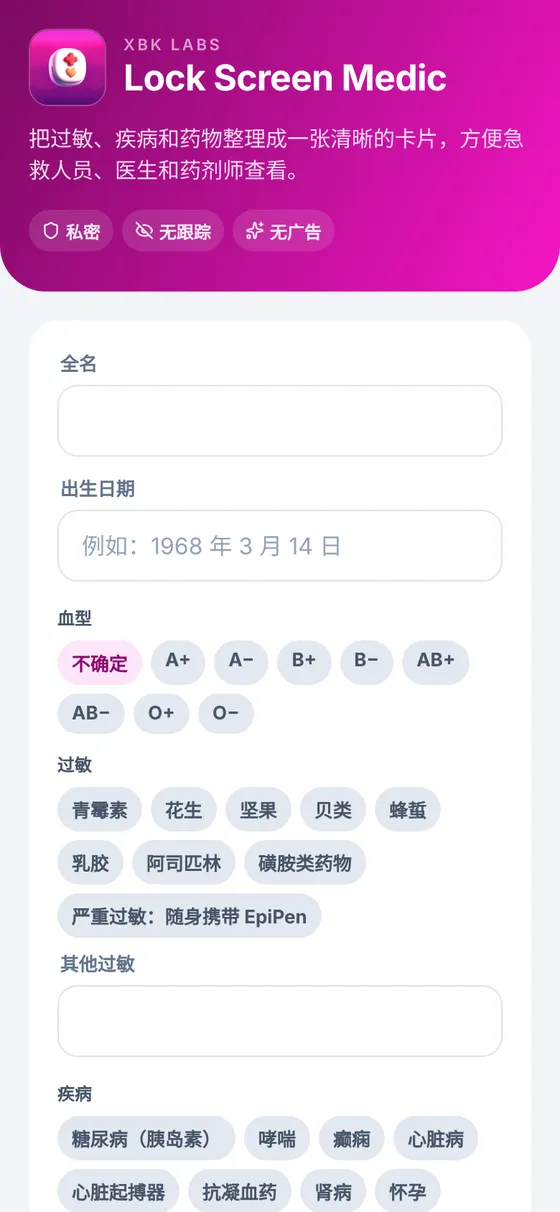 XBK LABS
Lock Screen Medic
把过敏、疾病和药物整理成一张清晰的卡片，方便急
救人员、医生和药剂师查看。
私密 无跟踪 无广告
全名
出生日期
例如：1968 年 3 月 14 日
血型
不确定 A+ A− B+ B− AB+
AB− O+ O−
过敏
青霉素 花生 坚果 贝类 蜂蜇
乳胶 阿司匹林 磺胺类药物
严重过敏：随身携带 EpiPen
其他过敏
疾病
糖尿病（胰岛素） 哮喘 癫痫 心脏病
心脏起搏器 抗凝血药 肾病 怀孕